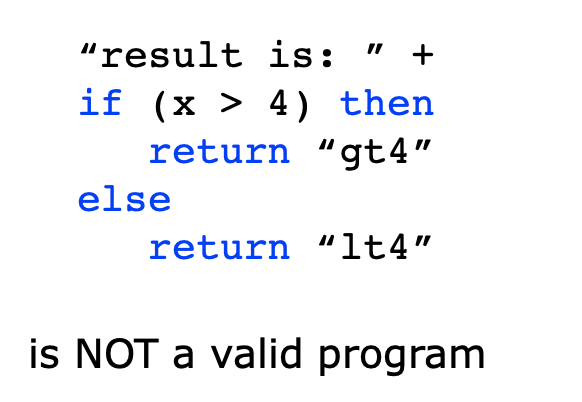 “result is: ” +
if (x > 4) then
return “gt4”
else
return “lt4”
is NOT a valid program